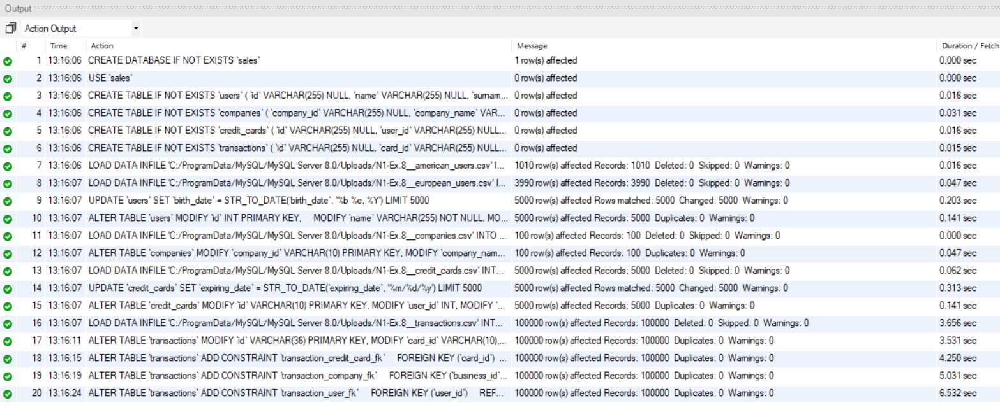 Output
Action Output
# Time Action Message Duration / Fetch
1 13:16:06 CREATE DATABASE IF NOT EXISTS `sales` 1 row(s) affected 0.000 sec
2 13:16:06 USE `sales` 0 row(s) affected 0.000 sec
3 13:16:06 CREATE TABLE IF NOT EXISTS `users` ( `id` VARCHAR(255) NULL, `name` VARCHAR(255) NULL, `surnam... 0 row(s) affected 0.016 sec
4 13:16:06 CREATE TABLE IF NOT EXISTS `companies` ( `company_id` VARCHAR(255) NULL, `company_name` VAR... 0 row(s) affected 0.031 sec
5 13:16:06 CREATE TABLE IF NOT EXISTS `credit_cards` ( `id` VARCHAR(255) NULL, `user_id` VARCHAR(255) NULL... 0 row(s) affected 0.016 sec
6 13:16:06 CREATE TABLE IF NOT EXISTS `transactions` ( `id` VARCHAR(255) NULL, `card_id` VARCHAR(255) NULL... 0 row(s) affected 0.015 sec
7 13:16:06 LOAD DATA INFILE 'C:/ProgramData/MySQL/MySQL Server 8.0/Uploads/N1-Ex.8__american_users.csv' I... 1010 row(s) affected Records: 1010 Deleted: 0 Skipped: 0 Warnings: 0 0.016 sec
8 13:16:07 LOAD DATA INFILE 'C:/ProgramData/MySQL/MySQL Server 8.0/Uploads/N1-Ex.8__european_users.csv' I... 3990 row(s) affected Records: 3990 Deleted: 0 Skipped: 0 Warnings: 0 0.047 sec
9 13:16:07 UPDATE `users` SET `birth_date` = STR_TO_DATE(`birth_date`, '%b %e, %Y') LIMIT 5000 5000 row(s) affected Rows matched: 5000 Changed: 5000 Warnings: 0 0.203 sec
10 13:16:07 ALTER TABLE `users` MODIFY `id` INT PRIMARY KEY, MODIFY `name` VARCHAR(255) NOT NULL, MO... 5000 row(s) affected Records: 5000 Duplicates: 0 Warnings: 0 0.141 sec
11 13:16:07 LOAD DATA INFILE 'C:/ProgramData/MySQL/MySQL Server 8.0/Uploads/N1-Ex.8__companies.csv' INTO ... 100 row(s) affected Records: 100 Deleted: 0 Skipped: 0 Warnings: 0 0.000 sec
12 13:16:07 ALTER TABLE `companies` MODIFY `company_id` VARCHAR(10) PRIMARY KEY, MODIFY `company_nam... 100 row(s) affected Records: 100 Duplicates: 0 Warnings: 0 0.047 sec
13 13:16:07 LOAD DATA INFILE 'C:/ProgramData/MySQL/MySQL Server 8.0/Uploads/N1-Ex.8__credit_cards.csv' INT... 5000 row(s) affected Records: 5000 Deleted: 0 Skipped: 0 Warnings: 0 0.062 sec
14 13:16:07 UPDATE `credit_cards` SET `expiring_date` = STR_TO_DATE(`expiring_date`, '%m/%d/%y') LIMIT 5000 5000 row(s) affected Rows matched: 5000 Changed: 5000 Warnings: 0 0.313 sec
15 13:16:07 ALTER TABLE `credit_cards` MODIFY `id` VARCHAR(10) PRIMARY KEY, MODIFY `user_id` INT, MODIFY `... 5000 row(s) affected Records: 5000 Duplicates: 0 Warnings: 0 0.141 sec
16 13:16:07 LOAD DATA INFILE 'C:/ProgramData/MySQL/MySQL Server 8.0/Uploads/N1-Ex.8__transactions.csv' INT... 100000 row(s) affected Records: 100000 Deleted: 0 Skipped: 0 Warnings: 0 3.656 sec
17 13:16:11 ALTER TABLE `transactions` MODIFY `id` VARCHAR(36) PRIMARY KEY, MODIFY `card_id` VARCHAR(10),... 100000 row(s) affected Records: 100000 Duplicates: 0 Warnings: 0 3.531 sec
18 13:16:15 ALTER TABLE `transactions` ADD CONSTRAINT `transaction_credit_card_fk` FOREIGN KEY (`card_id`) ... 100000 row(s) affected Records: 100000 Duplicates: 0 Warnings: 0 4.250 sec
19 13:16:19 ALTER TABLE `transactions` ADD CONSTRAINT `transaction_company_fk` FOREIGN KEY (`business_id`... 100000 row(s) affected Records: 100000 Duplicates: 0 Warnings: 0 5.031 sec
20 13:16:24 ALTER TABLE `transactions` ADD CONSTRAINT `transaction_user_fk` FOREIGN KEY (`user_id`) REF... 100000 row(s) affected Records: 100000 Duplicates: 0 Warnings: 0 6.532 sec